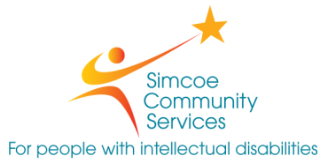 Simcoe
Community
Services
For people with intellectual disabilities